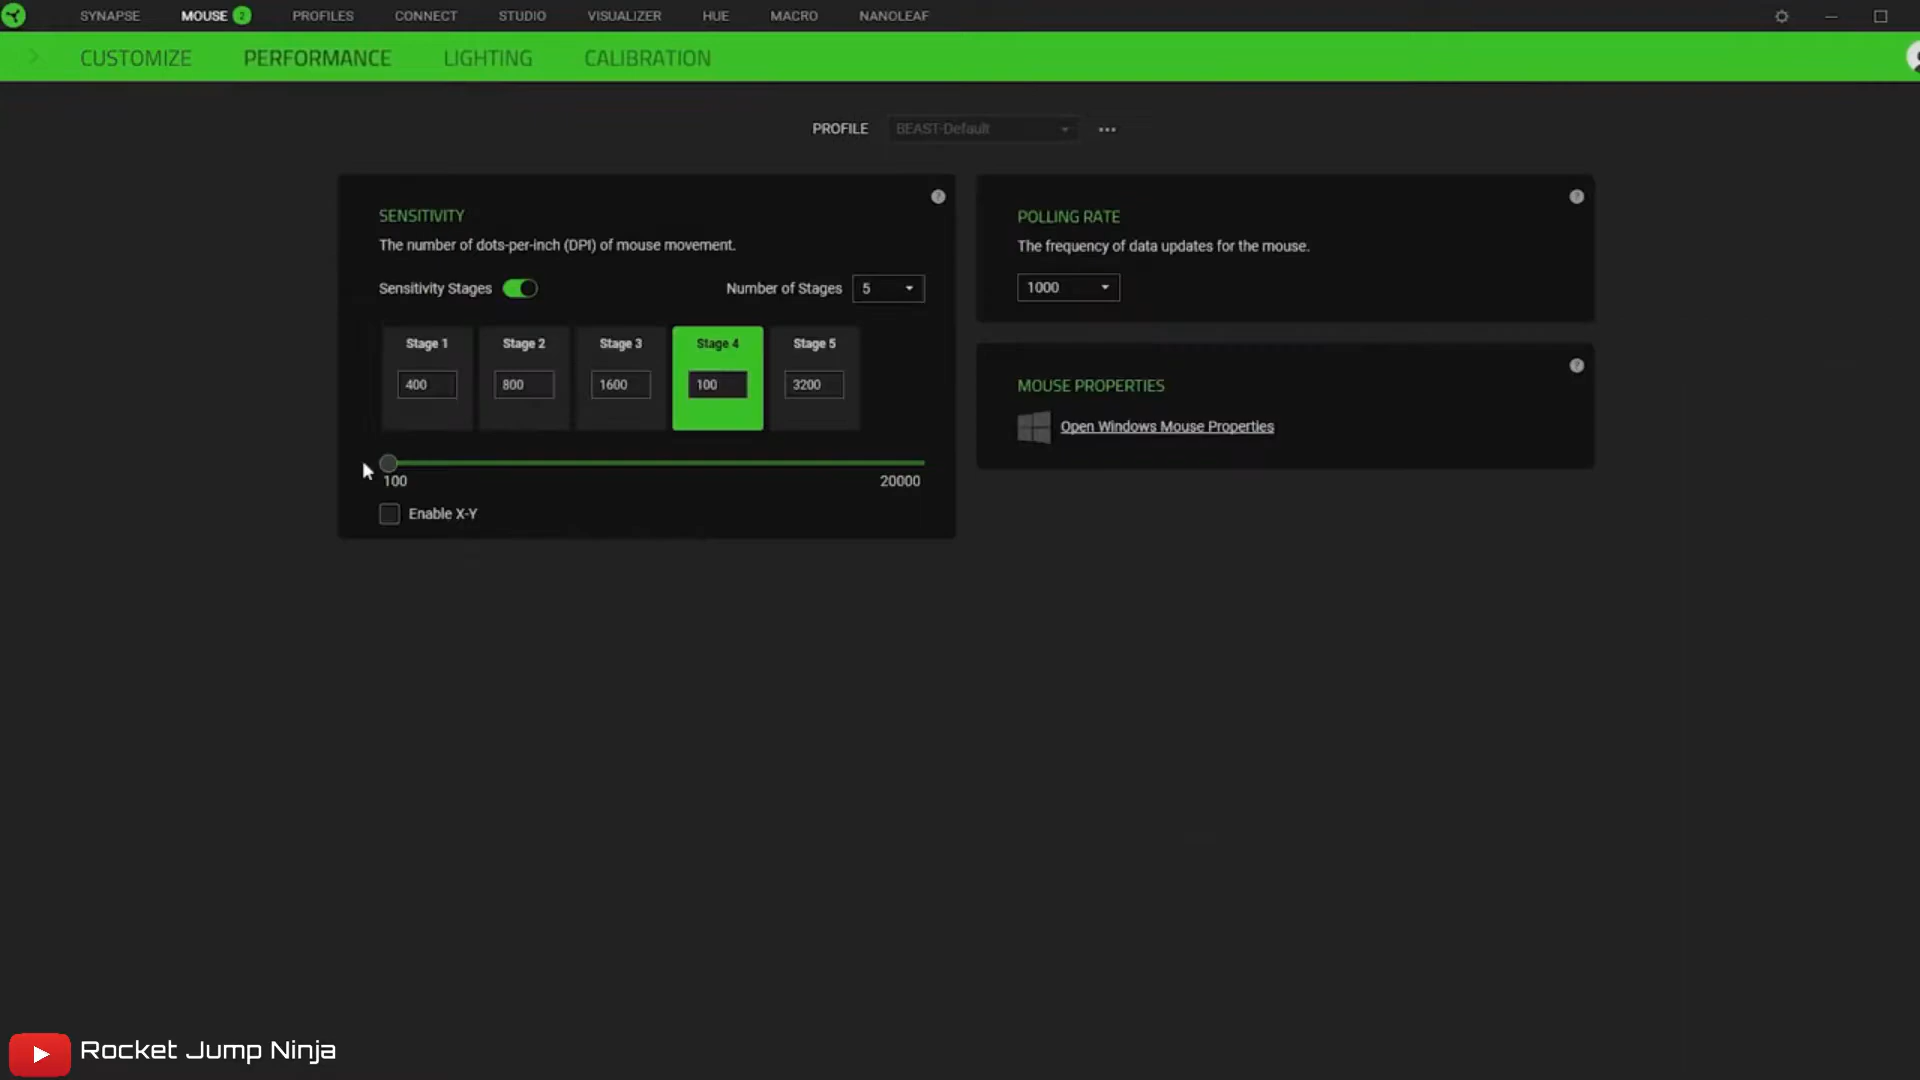 SYNAPSE MOUSE 2 PROFILES CONNECT STUDIO VISUALIZER HUE MACRO NANOLEAF
CUSTOMIZE PERFORMANCE LIGHTING CALIBRATION
PROFILE BEAST-Default
SENSITIVITY
The number of dots-per-inch (DPI) of mouse movement.
Sensitivity Stages Number of Stages 5
Stage 1 Stage 2 Stage 3 Stage 4 Stage 5
400 800 1600 100 3200
100 20000
Enable X-Y
POLLING RATE
The frequency of data updates for the mouse.
1000
MOUSE PROPERTIES
Open Windows Mouse Properties
Rocket Jump Ninja